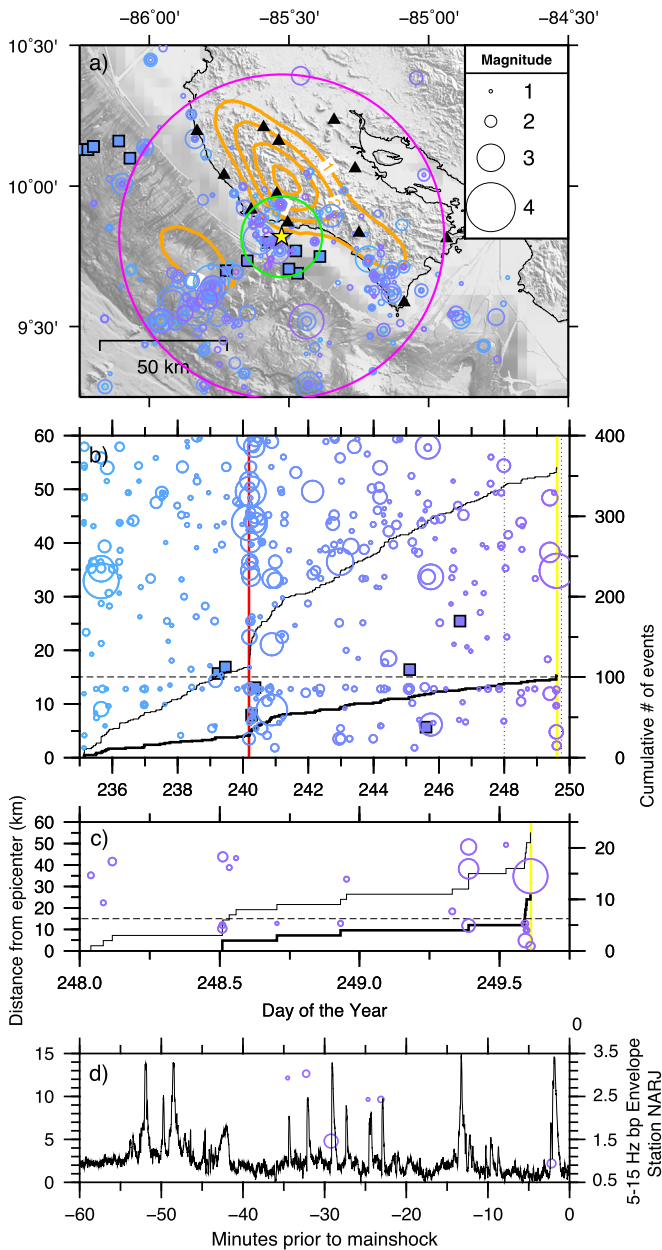 −86˚00' −85˚30' −85˚00' −84˚30'
10˚30'
10˚00'
9˚30'
a)
Magnitude
1
2
3
4
1
50 km
b)
60
50
40
30
20
10
0
400
300
200
100
0
236 238 240 242 244 246 248 250
Cumulative # of events
Distance from epicenter (km)
c)
60
50
40
30
20
10
0
20
10
0
248.0 248.5 249.0 249.5
Day of the Year
0
d)
15
10
5
0
3.5
2.5
1.5
0.5
5-15 Hz bp Envelope
Station NARJ
−60 −50 −40 −30 −20 −10 0
Minutes prior to mainshock